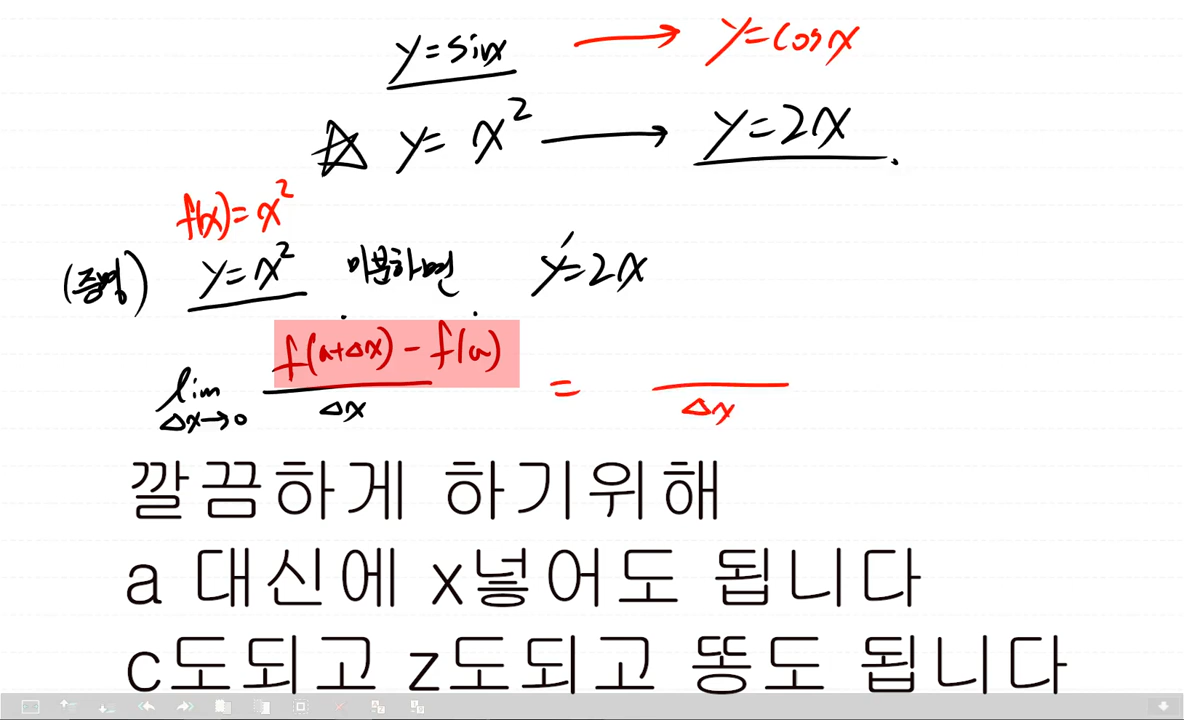 y=sinx → y=cosx
☆ y= x² → y=2x
f(x)=x²
(증명) y=x² 미분하면 y'=2x
f(a+Δx) - f(a)
lim =
Δx→0 Δx Δx
깔끔하게 하기위해
a 대신에 x넣어도 됩니다
c도되고 z도되고 똥도 됩니다